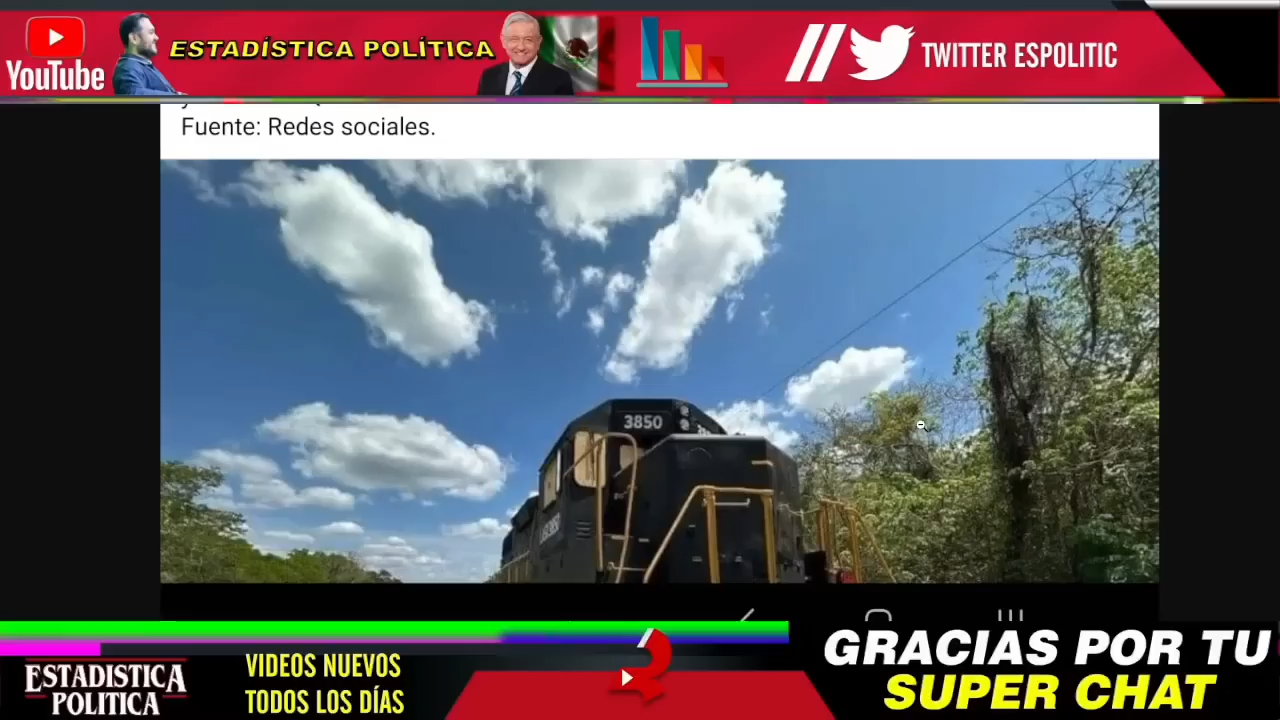 YouTube
ESTADÍSTICA POLÍTICA
TWITTER ESPOLITIC
Fuente: Redes sociales.
3850
ESTADISTICA
POLÍTICA
VIDEOS NUEVOS
TODOS LOS DÍAS
GRACIAS POR TU
SUPER CHAT